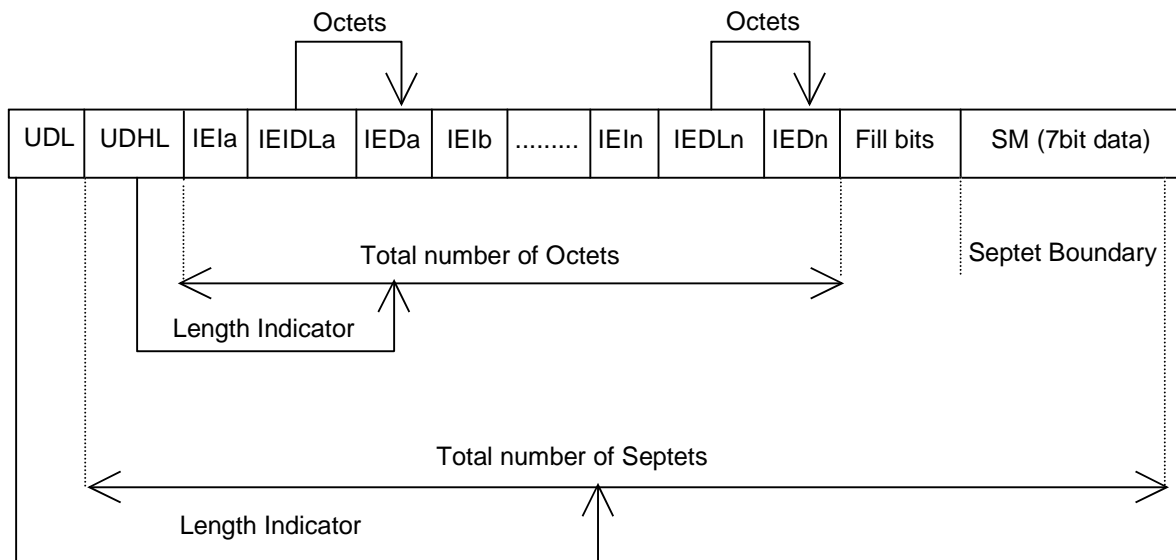 Octets Octets
UDL UDHL IEIa IEIDLa IEDa IEIb ......... IEIn IEDLn IEDn Fill bits SM (7bit data)
Total number of Octets
Septet Boundary
Length Indicator
Total number of Septets
Length Indicator